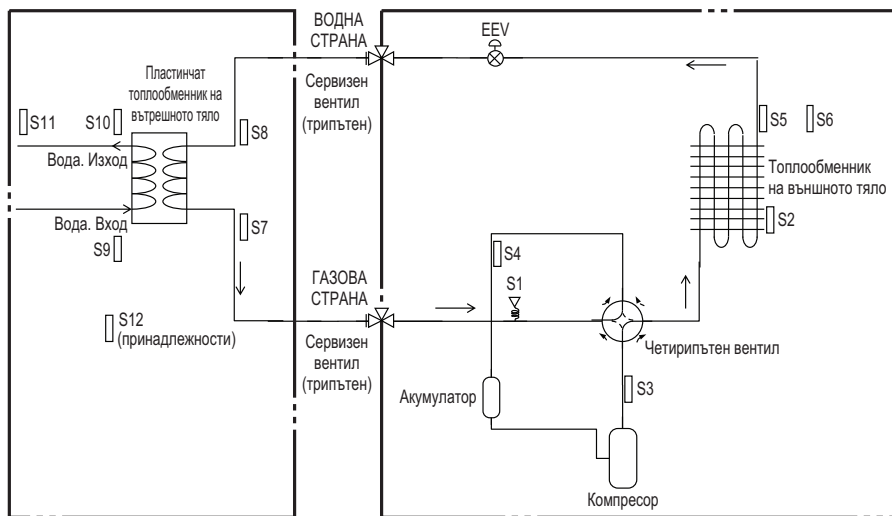 ВОДНА
СТРАНА
EEV
Пластинчат
топлообменник на
вътрешното тяло
Сервизен
вентил
(трипътен)
S11
S10
S8
S5
S6
Вода. Изход
Топлообменник
на външното тяло
S2
Вода. Вход
S7
S9
S4
ГАЗОВА
СТРАНА
S1
S12
(принадлежности)
Сервизен
вентил
(трипътен)
Четирипътен вентил
S3
Акумулатор
Компресор